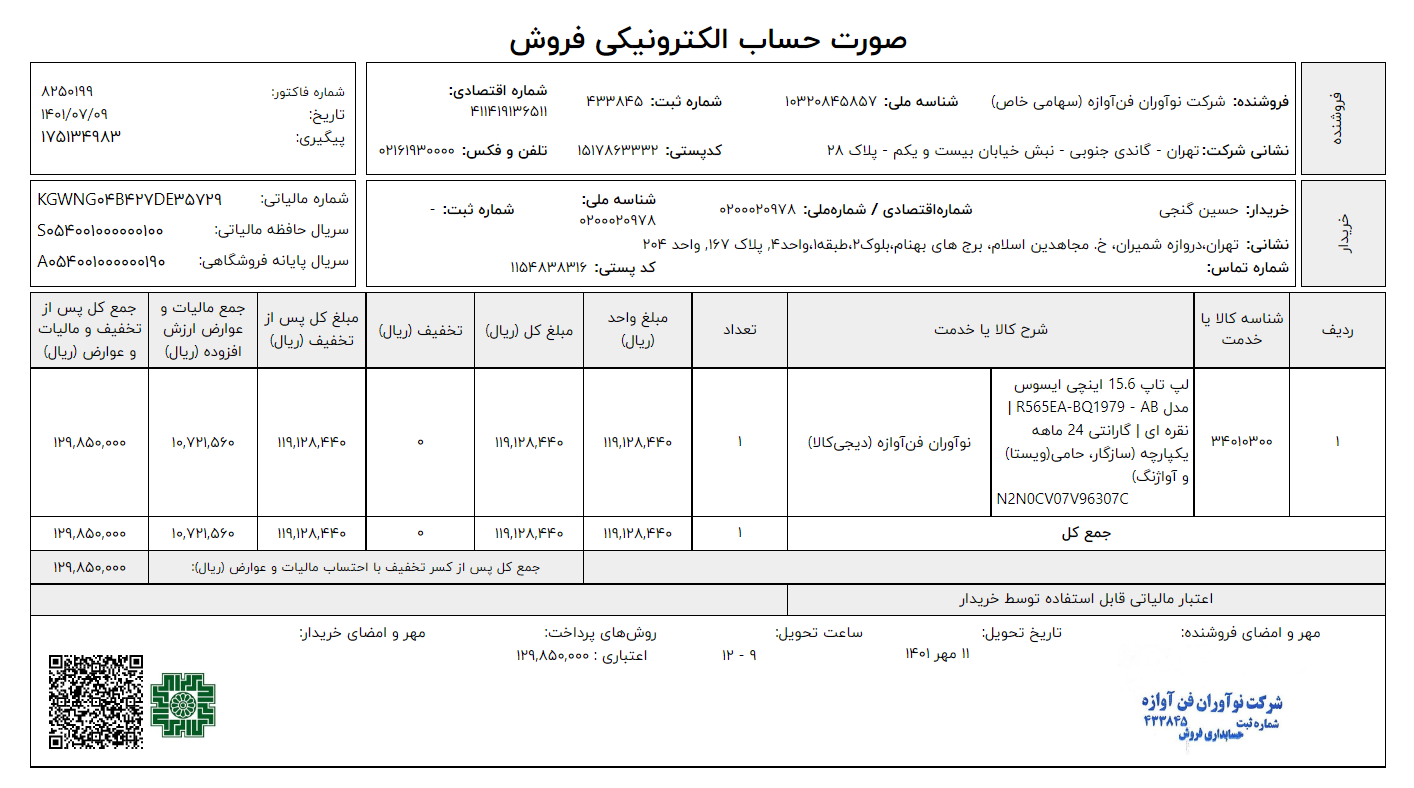 صورت حساب الکترونیکی فروش
فروشنده
فروشنده: شرکت نوآوران فن‌آوازه (سهامی خاص)
شناسه ملی: ۱۰۳۲۰۸۴۵۸۵۷
شماره ثبت: ۴۳۳۸۴۵
شماره اقتصادی:
۴۱۱۴۱۹۱۳۶۵۱۱
نشانی شرکت: تهران - گاندی جنوبی - نبش خیابان بیست و یکم - پلاک ۲۸
کدپستی: ۱۵۱۷۸۶۳۳۳۲
تلفن و فکس: ۰۲۱۶۱۹۳۰۰۰۰
شماره فاکتور: ۸۲۵۰۱۹۹
تاریخ: ۱۴۰۱/۰۷/۰۹
پیگیری: ۱۷۵۱۳۴۹۸۳
خریدار
خریدار: حسین گنجی
شماره‌اقتصادی / شماره‌ملی: ۰۲۰۰۰۲۰۹۷۸
شناسه ملی:
۰۲۰۰۰۲۰۹۷۸
شماره ثبت: -
نشانی: تهران،دروازه شمیران، خ. مجاهدین اسلام، برج های بهنام،بلوک۲،طبقه۱،واحد۴, پلاک ۱۶۷, واحد ۲۰۴
شماره تماس:
کد پستی: ۱۱۵۴۸۳۸۳۱۶
شماره مالیاتی: KGWNG۰۴B۴۲۷DE۳۵۷۲۹
سریال حافظه مالیاتی: S۰۵۴۰۰۱۰۰۰۰۰۰۱۰۰
سریال پایانه فروشگاهی: A۰۵۴۰۰۱۰۰۰۰۰۰۱۹۰
ردیف
شناسه کالا یا
خدمت
شرح کالا یا خدمت
تعداد
مبلغ واحد
(ریال)
مبلغ کل (ریال)
تخفیف (ریال)
مبلغ کل پس از
تخفیف (ریال)
جمع مالیات و
عوارض ارزش
افزوده (ریال)
جمع کل پس از
تخفیف و مالیات
و عوارض (ریال)
۱
۳۴۰۱۰۳۰۰
لپ تاپ 15.6 اینچی ایسوس
مدل R565EA-BQ1979 - AB |
نقره ای | گارانتی 24 ماهه
یکپارچه (سازگار، حامی(ویستا)
و آواژنگ)
N2N0CV07V96307C
نوآوران فن‌آوازه (دیجی‌کالا)
۱
۱۱۹,۱۲۸,۴۴۰
۱۱۹,۱۲۸,۴۴۰
۰
۱۱۹,۱۲۸,۴۴۰
۱۰,۷۲۱,۵۶۰
۱۲۹,۸۵۰,۰۰۰
جمع کل
۱
۱۱۹,۱۲۸,۴۴۰
۱۱۹,۱۲۸,۴۴۰
۰
۱۱۹,۱۲۸,۴۴۰
۱۰,۷۲۱,۵۶۰
۱۲۹,۸۵۰,۰۰۰
جمع کل پس از کسر تخفیف با احتساب مالیات و عوارض (ریال):
۱۲۹,۸۵۰,۰۰۰
اعتبار مالیاتی قابل استفاده توسط خریدار
مهر و امضای فروشنده:
تاریخ تحویل:
۱۱ مهر ۱۴۰۱
ساعت تحویل:
۹ - ۱۲
روش‌های پرداخت:
اعتباری : ۱۲۹,۸۵۰,۰۰۰
مهر و امضای خریدار:
شرکت نوآوران فن آوازه
شماره ثبت ۴۳۳۸۴۵
حسابداری فروش